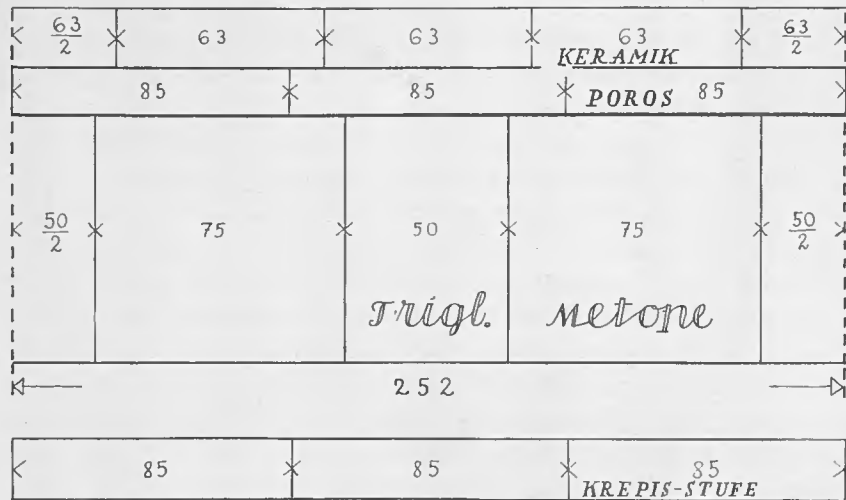 63/2 63 63 63 63/2
KERAMIK
85 85 85
POROS
50/2 75 50 75 50/2
Trigl. Metope
252
85 85 85
KREPIS-STUFE